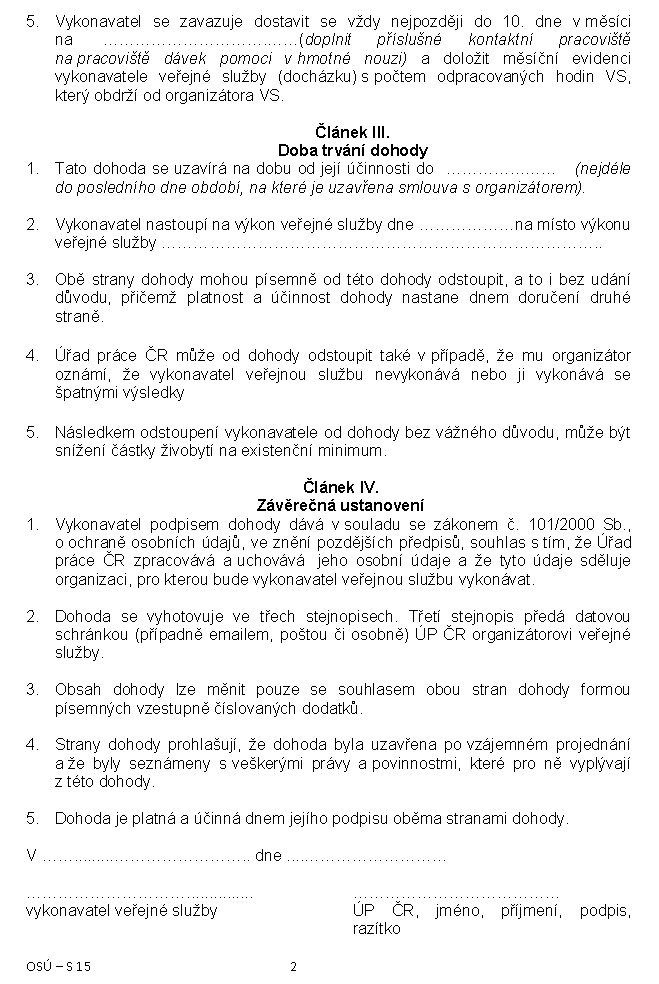 5. Vykonavatel se zavazuje dostavit se vždy nejpozději do 10. dne v měsíci
na ……………………………….(doplnit příslušné kontaktní pracoviště
na pracoviště dávek pomoci v hmotné nouzi) a doložit měsíční evidenci
vykonavatele veřejné služby (docházku) s počtem odpracovaných hodin VS,
který obdrží od organizátora VS.
Článek III.
Doba trvání dohody
1. Tato dohoda se uzavírá na dobu od její účinnosti do ………………… (nejdéle
do posledního dne období, na které je uzavřena smlouva s organizátorem).
2. Vykonavatel nastoupí na výkon veřejné služby dne ………………na místo výkonu
veřejné služby ………………………………………………………………………..
3. Obě strany dohody mohou písemně od této dohody odstoupit, a to i bez udání
důvodu, přičemž platnost a účinnost dohody nastane dnem doručení druhé
straně.
4. Úřad práce ČR může od dohody odstoupit také v případě, že mu organizátor
oznámí, že vykonavatel veřejnou službu nevykonává nebo ji vykonává se
špatnými výsledky
5. Následkem odstoupení vykonavatele od dohody bez vážného důvodu, může být
snížení částky živobytí na existenční minimum.
Článek IV.
Závěrečná ustanovení
1. Vykonavatel podpisem dohody dává v souladu se zákonem č. 101/2000 Sb.,
o ochraně osobních údajů, ve znění pozdějších předpisů, souhlas s tím, že Úřad
práce ČR zpracovává a uchovává jeho osobní údaje a že tyto údaje sděluje
organizaci, pro kterou bude vykonavatel veřejnou službu vykonávat.
2. Dohoda se vyhotovuje ve třech stejnopisech. Třetí stejnopis předá datovou
schránkou (případně emailem, poštou či osobně) ÚP ČR organizátorovi veřejné
služby.
3. Obsah dohody lze měnit pouze se souhlasem obou stran dohody formou
písemných vzestupně číslovaných dodatků.
4. Strany dohody prohlašují, že dohoda byla uzavřena po vzájemném projednání
a že byly seznámeny s veškerými právy a povinnostmi, které pro ně vyplývají
z této dohody.
5. Dohoda je platná a účinná dnem jejího podpisu oběma stranami dohody.
V ……..........…………………….. dne ....………………………
…………………………............... …………………………………
vykonavatel veřejné služby ÚP ČR, jméno, příjmení, podpis,
razítko
OSÚ – S 15 2